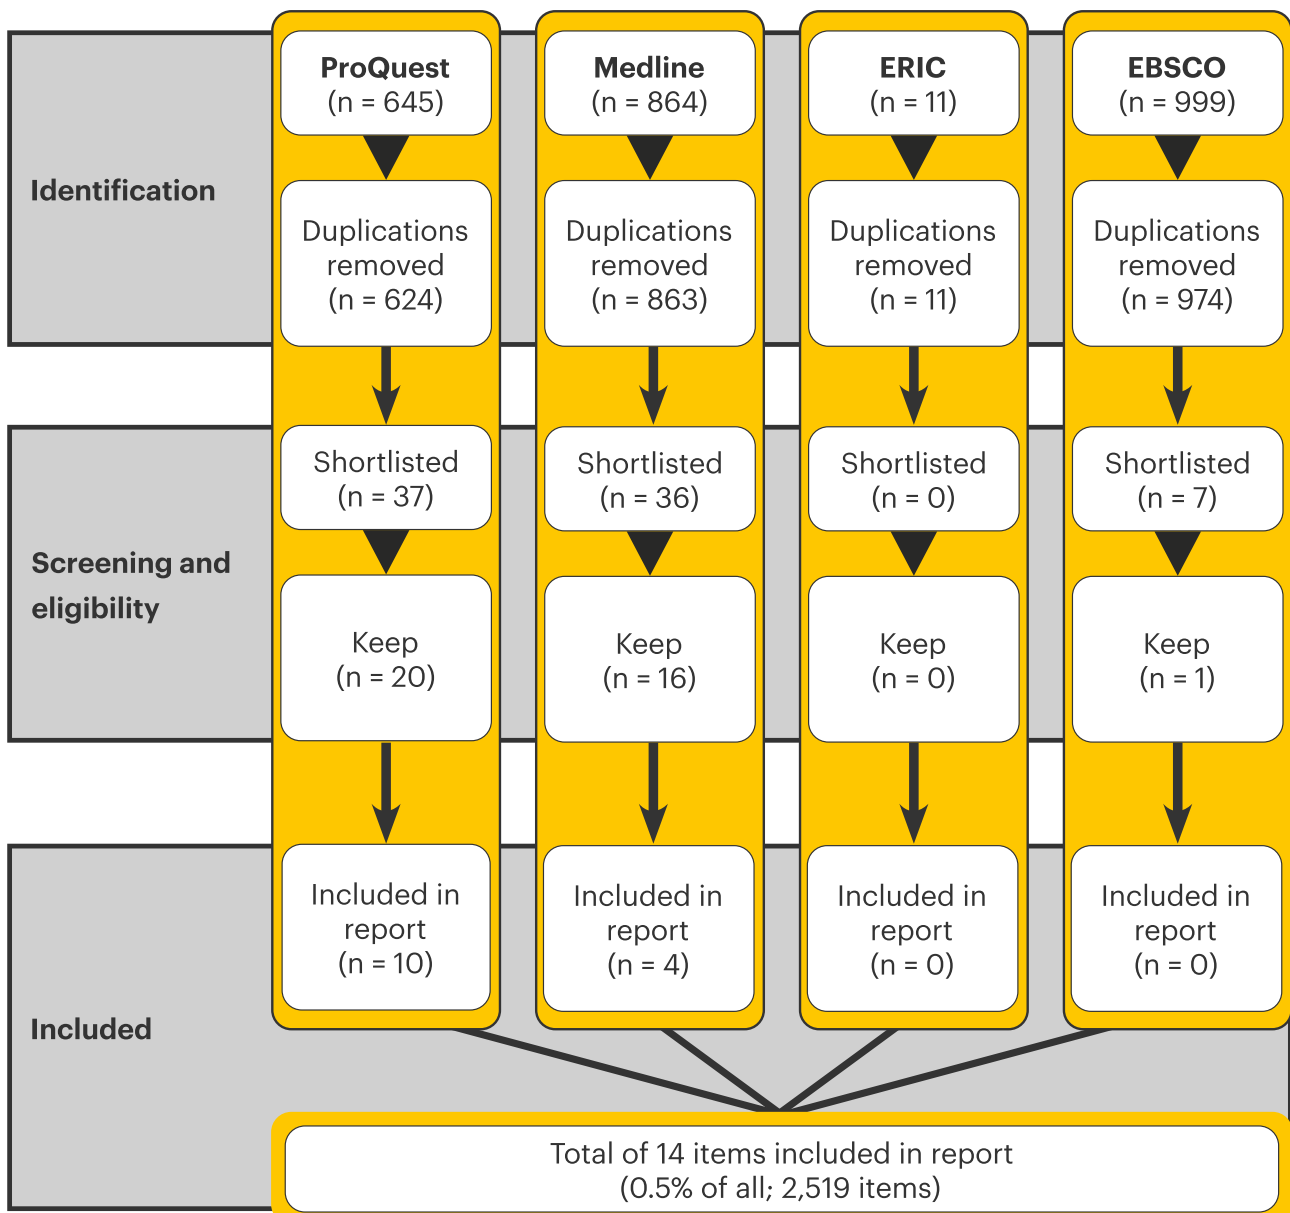 Identification
ProQuest
(n = 645)
Duplications
removed
(n = 624)
Medline
(n = 864)
Duplications
removed
(n = 863)
ERIC
(n = 11)
Duplications
removed
(n = 11)
EBSCO
(n = 999)
Duplications
removed
(n = 974)
Screening and
eligibility
Shortlisted
(n = 37)
Keep
(n = 20)
Shortlisted
(n = 36)
Keep
(n = 16)
Shortlisted
(n = 0)
Keep
(n = 0)
Shortlisted
(n = 7)
Keep
(n = 1)
Included
Included in
report
(n = 10)
Included in
report
(n = 4)
Included in
report
(n = 0)
Included in
report
(n = 0)
Total of 14 items included in report
(0.5% of all; 2,519 items)